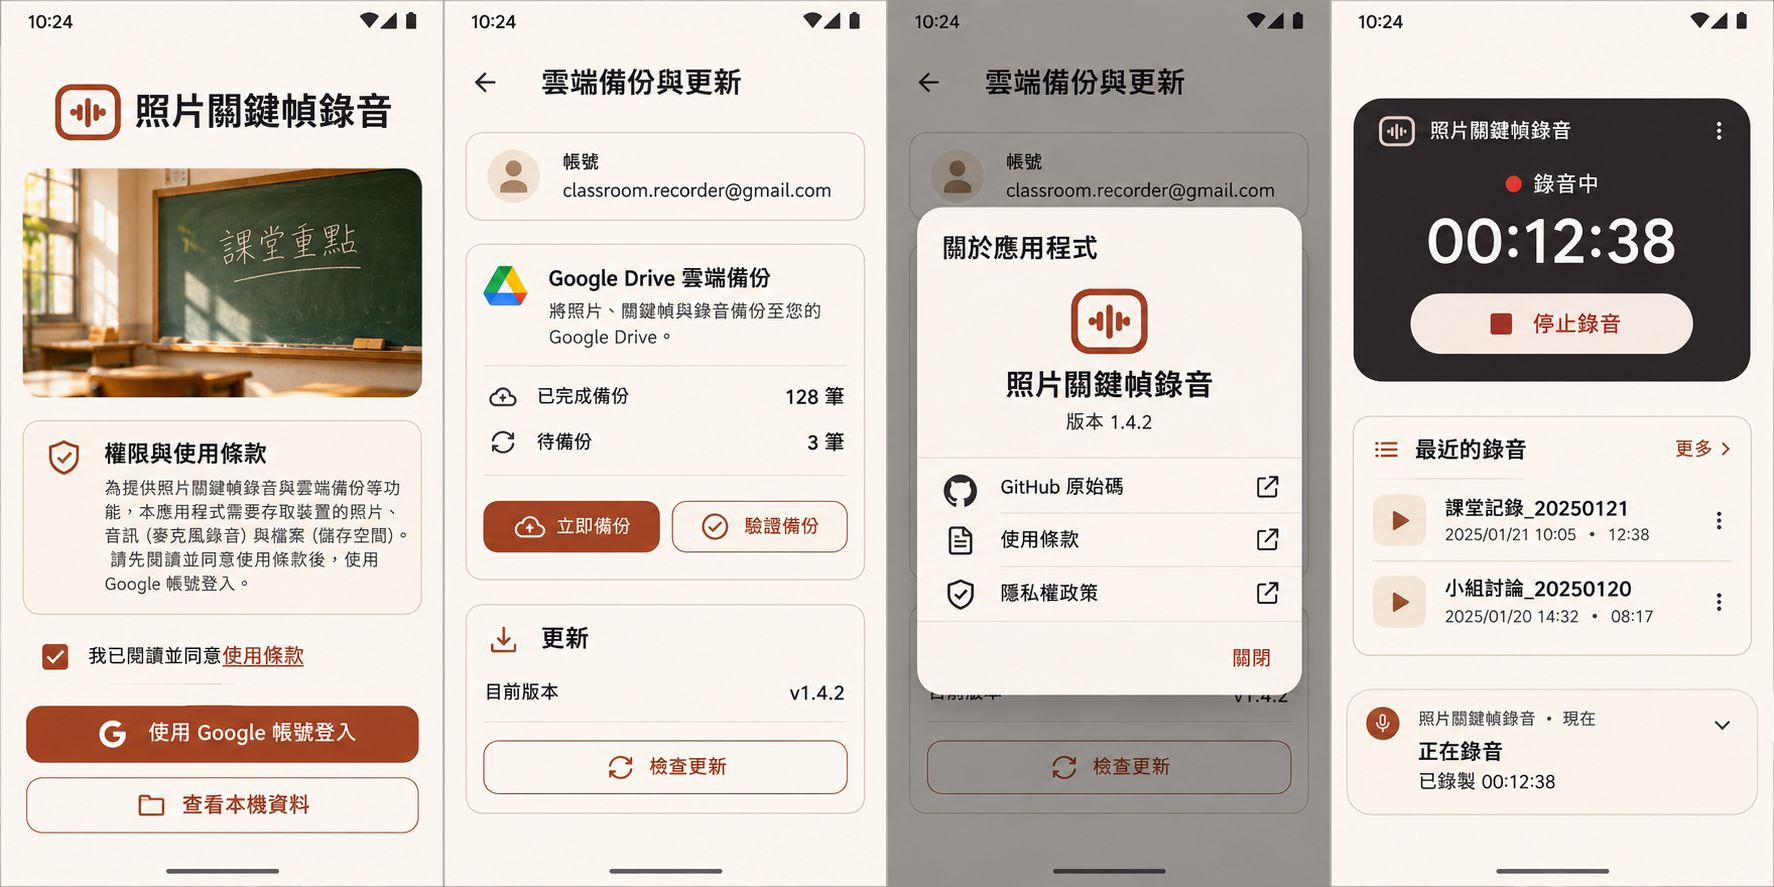 10:24
照片關鍵幀錄音
課堂重點
權限與使用條款
為提供照片關鍵幀錄音與雲端備份等功
能，本應用程式需要存取裝置的照片、
音訊 (麥克風錄音) 與檔案 (儲存空間)。
請先閱讀並同意使用條款後，使用
Google 帳號登入。
我已閱讀並同意使用條款
使用 Google 帳號登入
查看本機資料
10:24
雲端備份與更新
帳號
classroom.recorder@gmail.com
Google Drive 雲端備份
將照片、關鍵幀與錄音備份至您的
Google Drive。
已完成備份 128 筆
待備份 3 筆
立即備份 驗證備份
更新
目前版本 v1.4.2
檢查更新
10:24
雲端備份與更新
帳號
classroom.recorder@gmail.com
關於應用程式
照片關鍵幀錄音
版本 1.4.2
GitHub 原始碼
使用條款
隱私權政策
關閉
目前版本 v1.4.2
檢查更新
10:24
照片關鍵幀錄音
錄音中
00:12:38
停止錄音
最近的錄音 更多
課堂記錄_20250121
2025/01/21 10:05 • 12:38
小組討論_20250120
2025/01/20 14:32 • 08:17
照片關鍵幀錄音 • 現在
正在錄音
已錄製 00:12:38